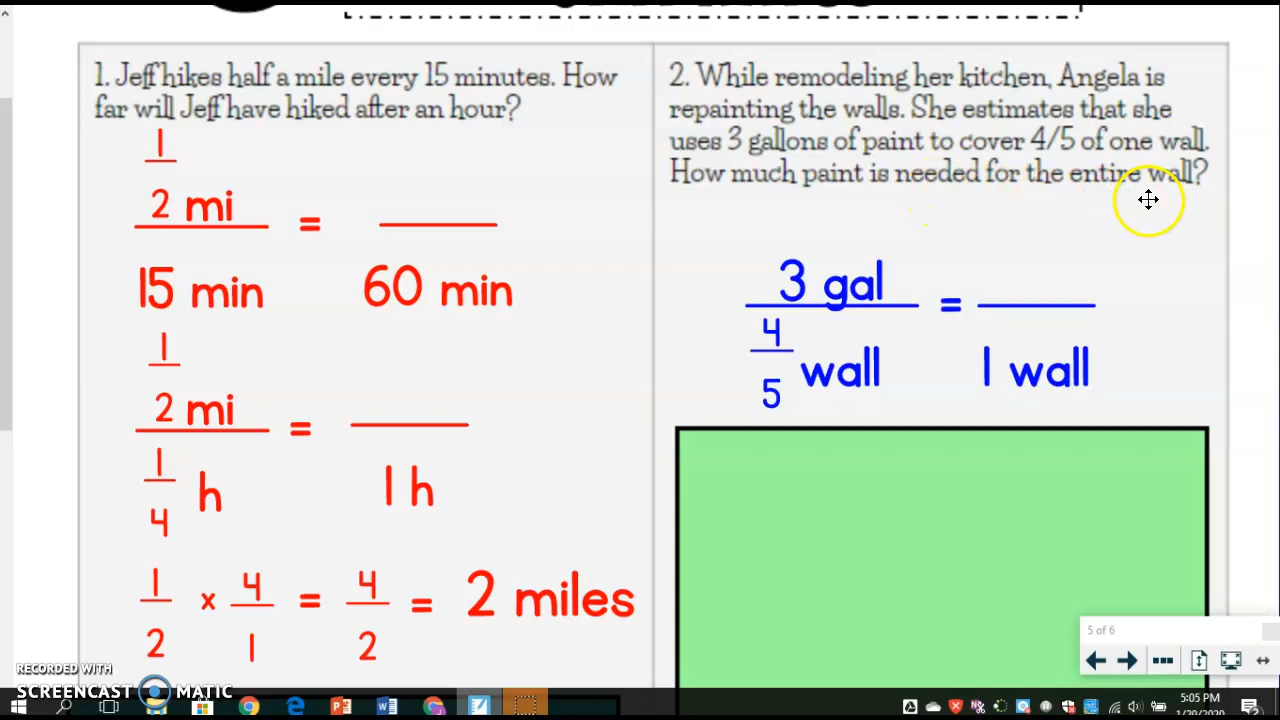 1. Jeff hikes half a mile every 15 minutes. How
far will Jeff have hiked after an hour?
1
2 mi
=
15 min
60 min
1
2 mi
=
1
4
h
1 h
1
2
×
4
1
=
4
2
=
2 miles
2. While remodeling her kitchen, Angela is
repainting the walls. She estimates that she
uses 3 gallons of paint to cover 4/5 of one wall.
How much paint is needed for the entire wall?
3 gal
=
4
5
wall
1 wall
5 of 6
RECORDED WITH
SCREENCAST MATIC
5:05 PM
1/29/2020